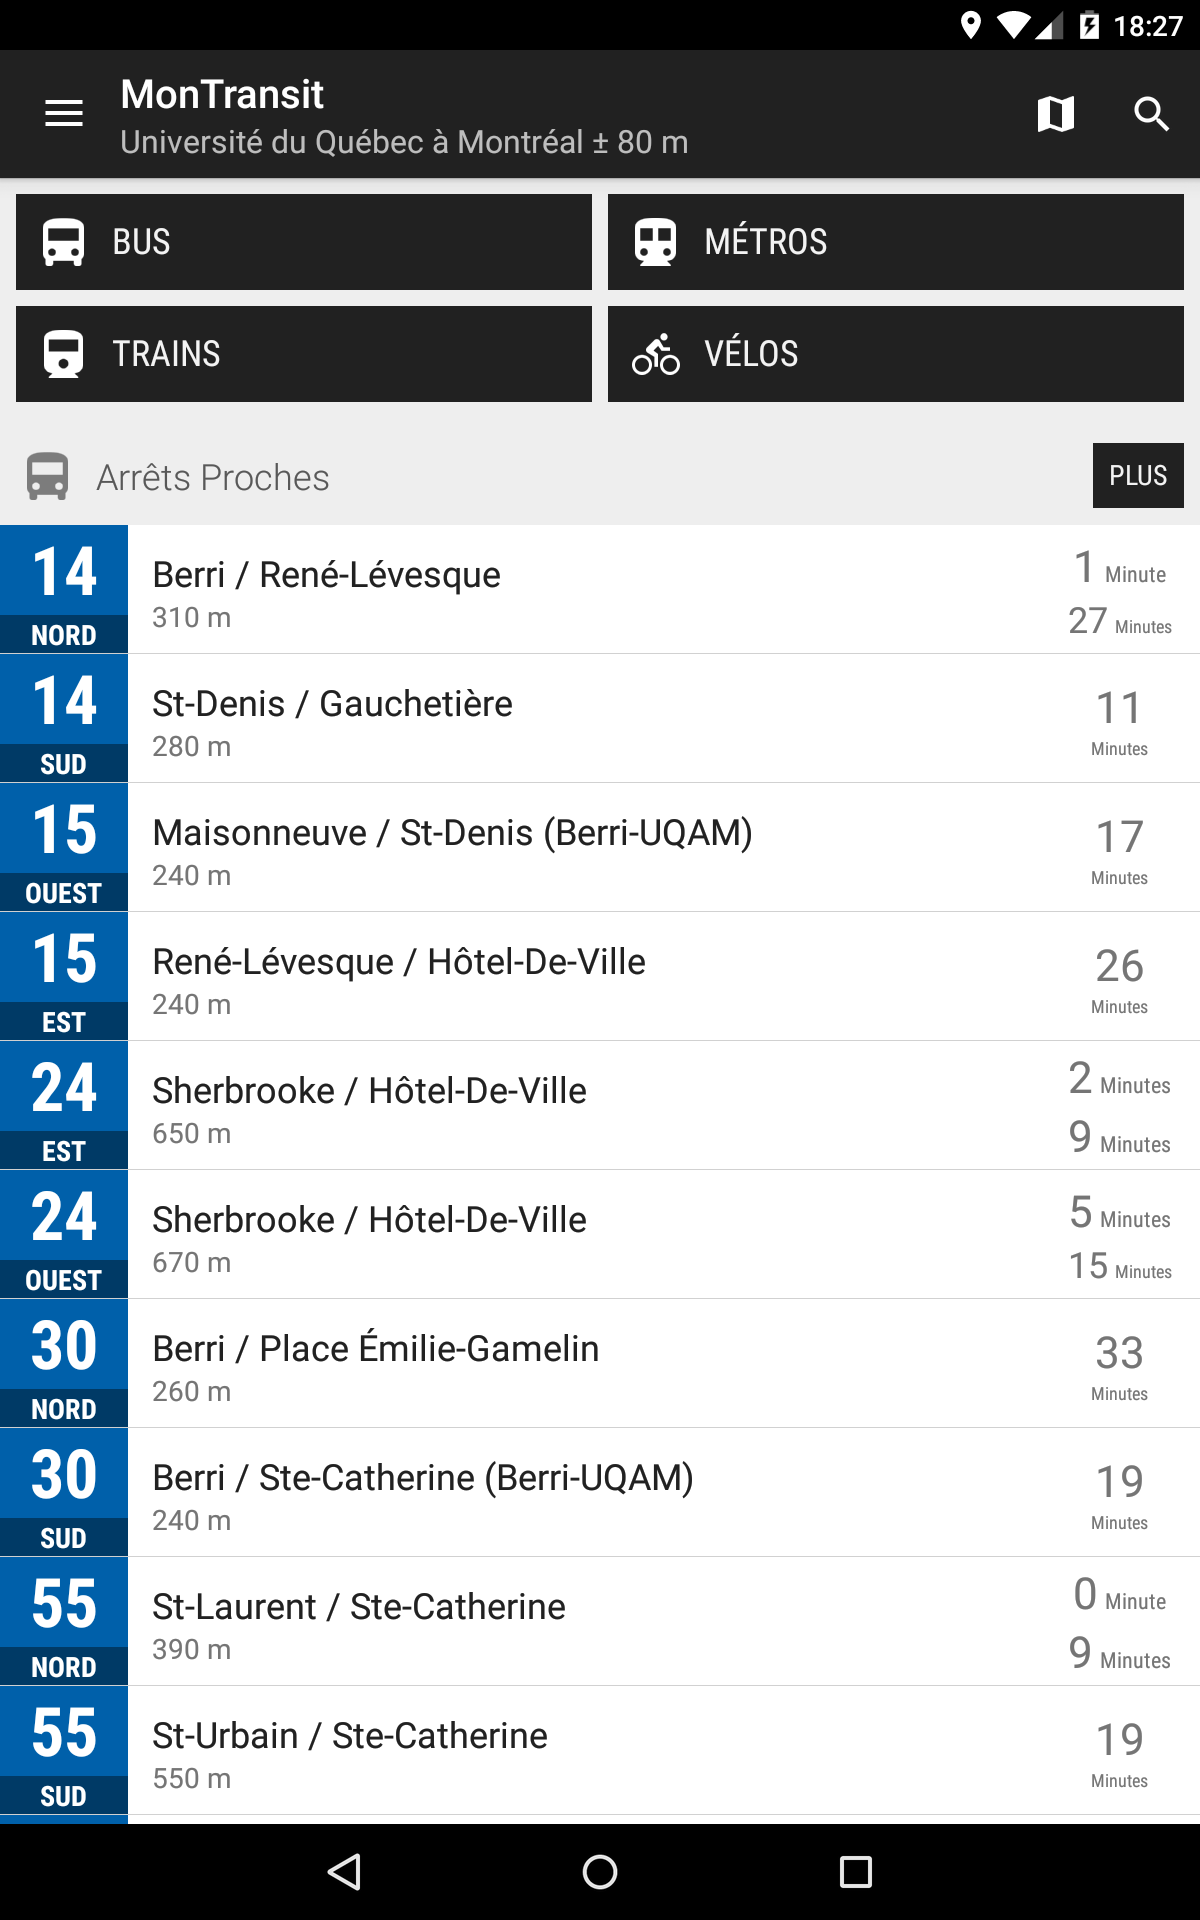 18:27
MonTransit
Université du Québec à Montréal ± 80 m
BUS
MÉTROS
TRAINS
VÉLOS
Arrêts Proches
PLUS
14
NORD
Berri / René-Lévesque
310 m
1 Minute
27 Minutes
14
SUD
St-Denis / Gauchetière
280 m
11
Minutes
15
OUEST
Maisonneuve / St-Denis (Berri-UQAM)
240 m
17
Minutes
15
EST
René-Lévesque / Hôtel-De-Ville
240 m
26
Minutes
24
EST
Sherbrooke / Hôtel-De-Ville
650 m
2 Minutes
9 Minutes
24
OUEST
Sherbrooke / Hôtel-De-Ville
670 m
5 Minutes
15 Minutes
30
NORD
Berri / Place Émilie-Gamelin
260 m
33
Minutes
30
SUD
Berri / Ste-Catherine (Berri-UQAM)
240 m
19
Minutes
55
NORD
St-Laurent / Ste-Catherine
390 m
0 Minute
9 Minutes
55
SUD
St-Urbain / Ste-Catherine
550 m
19
Minutes